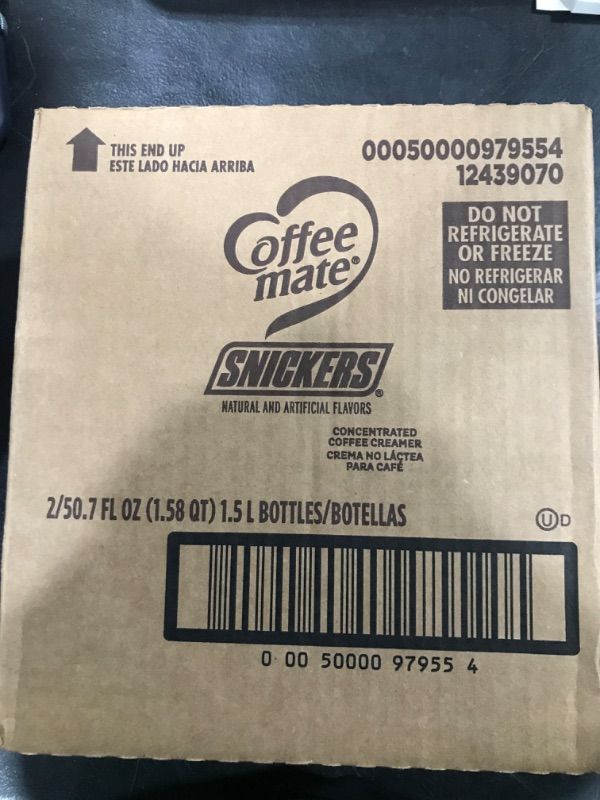 THIS END UP
ESTE LADO HACIA ARRIBA
00050000979554
12439070
DO NOT
REFRIGERATE
OR FREEZE
NO REFRIGERAR
NI CONGELAR
Coffee
mate®
SNICKERS®
NATURAL AND ARTIFICIAL FLAVORS
CONCENTRATED
COFFEE CREAMER
CREMA NO LÁCTEA
PARA CAFÉ
2/50.7 FL OZ (1.58 QT) 1.5 L BOTTLES/BOTELLAS
UD
0 00 50000 97955 4